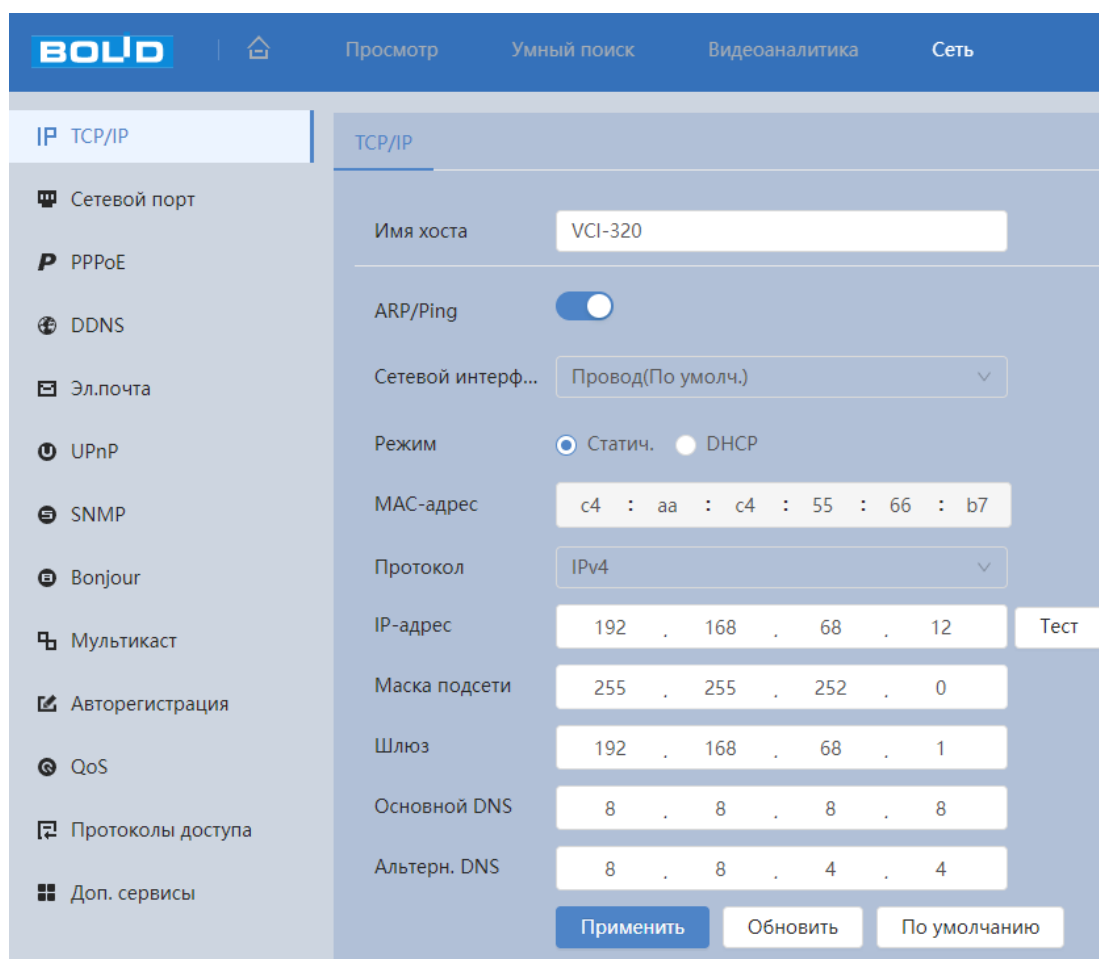 BOLID Просмотр Умный поиск Видеоаналитика Сеть
TCP/IP
Сетевой порт
PPPoE
DDNS
Эл.почта
UPnP
SNMP
Bonjour
Мультикаст
Авторегистрация
QoS
Протоколы доступа
Доп. сервисы
TCP/IP
Имя хоста VCI-320
ARP/Ping
Сетевой интерф... Провод(По умолч.)
Режим Статич. DHCP
MAC-адрес c4 : aa : c4 : 55 : 66 : b7
Протокол IPv4
IP-адрес 192 . 168 . 68 . 12 Тест
Маска подсети 255 . 255 . 252 . 0
Шлюз 192 . 168 . 68 . 1
Основной DNS 8 . 8 . 8 . 8
Альтерн. DNS 8 . 8 . 4 . 4
Применить Обновить По умолчанию